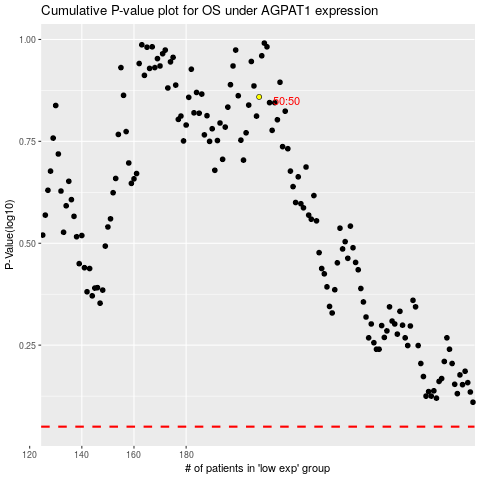 Cumulative P-value plot for OS under AGPAT1 expression
1.00
0.75
0.50
0.25
P-Value(log10)
50:50
120 140 160 180
# of patients in 'low exp' group